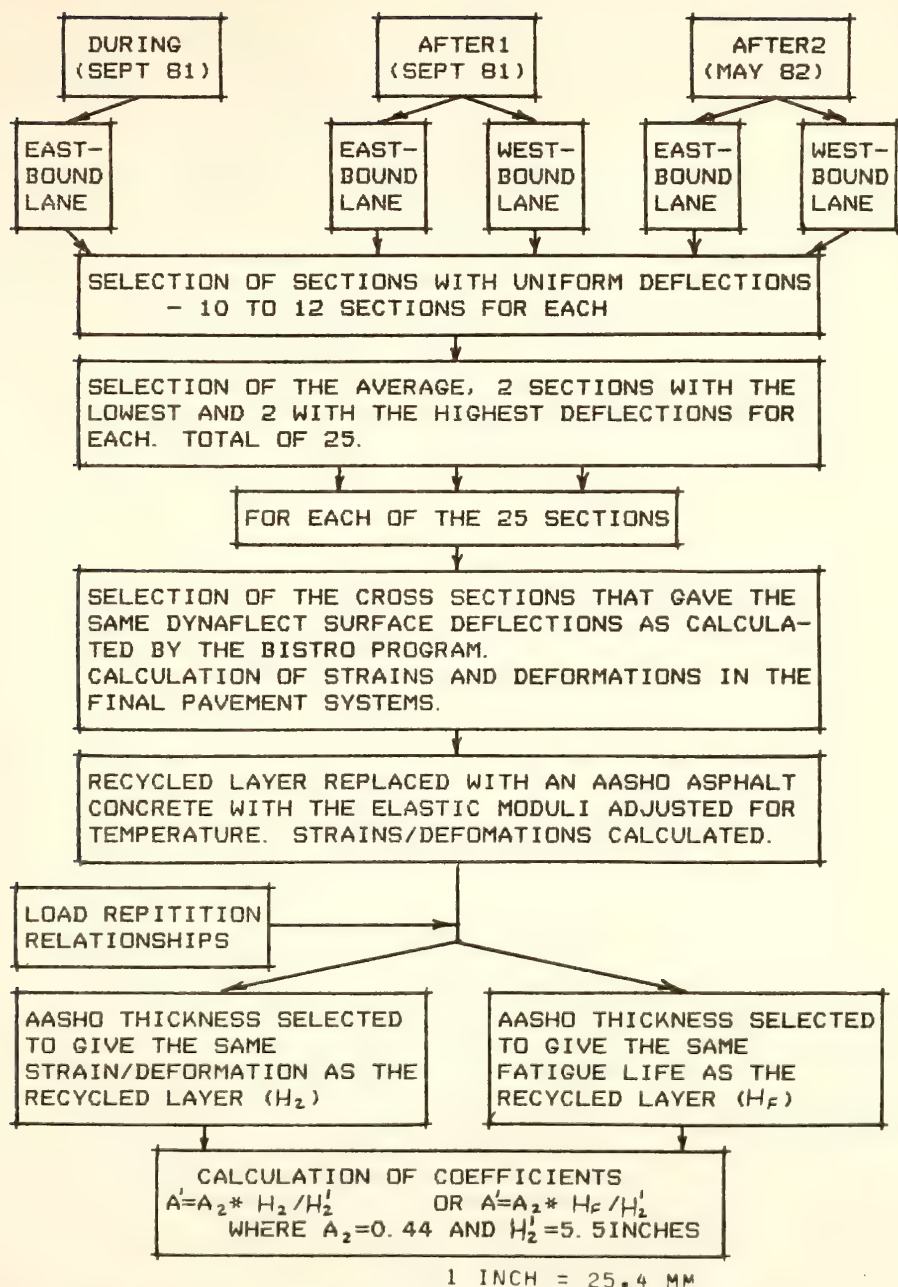 DURING
(SEPT 81)
AFTER1
(SEPT 81)
AFTER2
(MAY 82)
EAST-
BOUND
LANE
EAST-
BOUND
LANE
WEST-
BOUND
LANE
EAST-
BOUND
LANE
WEST-
BOUND
LANE
SELECTION OF SECTIONS WITH UNIFORM DEFLECTIONS
- 10 TO 12 SECTIONS FOR EACH
SELECTION OF THE AVERAGE, 2 SECTIONS WITH THE
LOWEST AND 2 WITH THE HIGHEST DEFLECTIONS FOR
EACH. TOTAL OF 25.
FOR EACH OF THE 25 SECTIONS
SELECTION OF THE CROSS SECTIONS THAT GAVE THE
SAME DYNAFLECT SURFACE DEFLECTIONS AS CALCULA-
TED BY THE BISTRO PROGRAM.
CALCULATION OF STRAINS AND DEFORMATIONS IN THE
FINAL PAVEMENT SYSTEMS.
RECYCLED LAYER REPLACED WITH AN AASHO ASPHALT
CONCRETE WITH THE ELASTIC MODULI ADJUSTED FOR
TEMPERATURE. STRAINS/DEFOMATIONS CALCULATED.
LOAD REPITITION
RELATIONSHIPS
AASHO THICKNESS SELECTED
TO GIVE THE SAME
STRAIN/DEFORMATION AS THE
RECYCLED LAYER (H₂)
AASHO THICKNESS SELECTED
TO GIVE THE SAME
FATIGUE LIFE AS THE
RECYCLED LAYER (H_F)
CALCULATION OF COEFFICIENTS
A'=A₂* H₂/H₂' OR A'=A₂* H_F/H₂'
WHERE A₂=0.44 AND H₂'=5.5INCHES
1 INCH = 25.4 MM